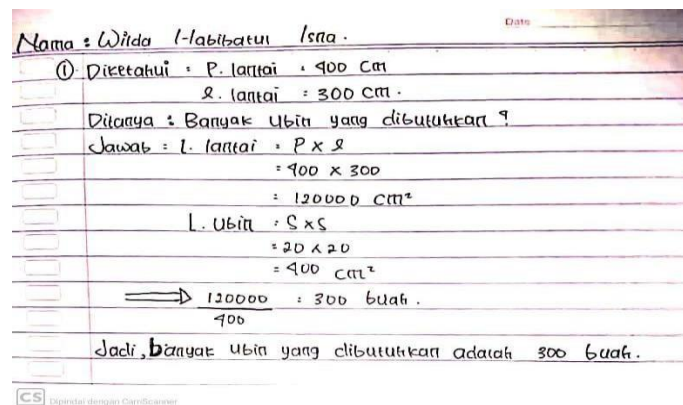 Date
Nama : Wilda Habibatul Isna.
① Diketahui : P. lantai : 400 cm
l. lantai : 300 cm.
Ditanya : Banyak ubin yang dibutuhkan ?
Jawab : L. lantai : P x l
: 400 x 300
: 120000 cm²
L. Ubin : S x S
= 20 x 20
= 400 cm²
⇒ 120000 : 300 buah.
400
Jadi, banyak ubin yang dibutuhkan adalah 300 buah.
CS Dipindai dengan CamScanner